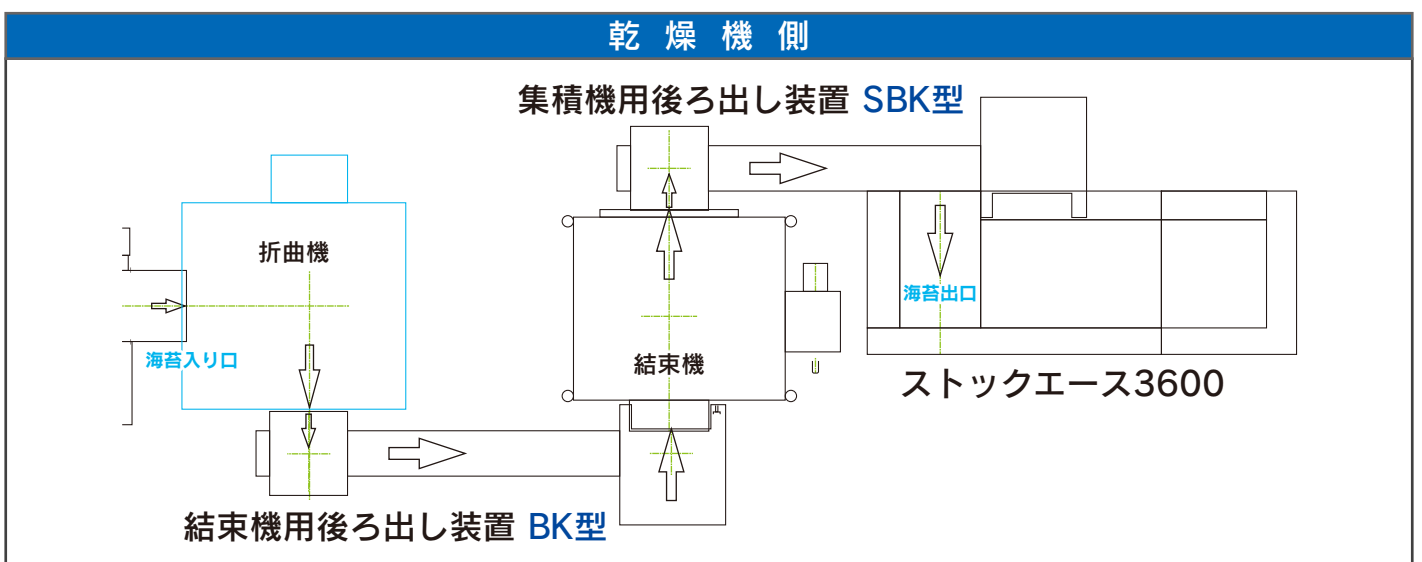 乾燥機側
集積機用後ろ出し装置 SBK型
折曲機
海苔入り口
海苔出口
結束機
ストックエース3600
結束機用後ろ出し装置 BK型